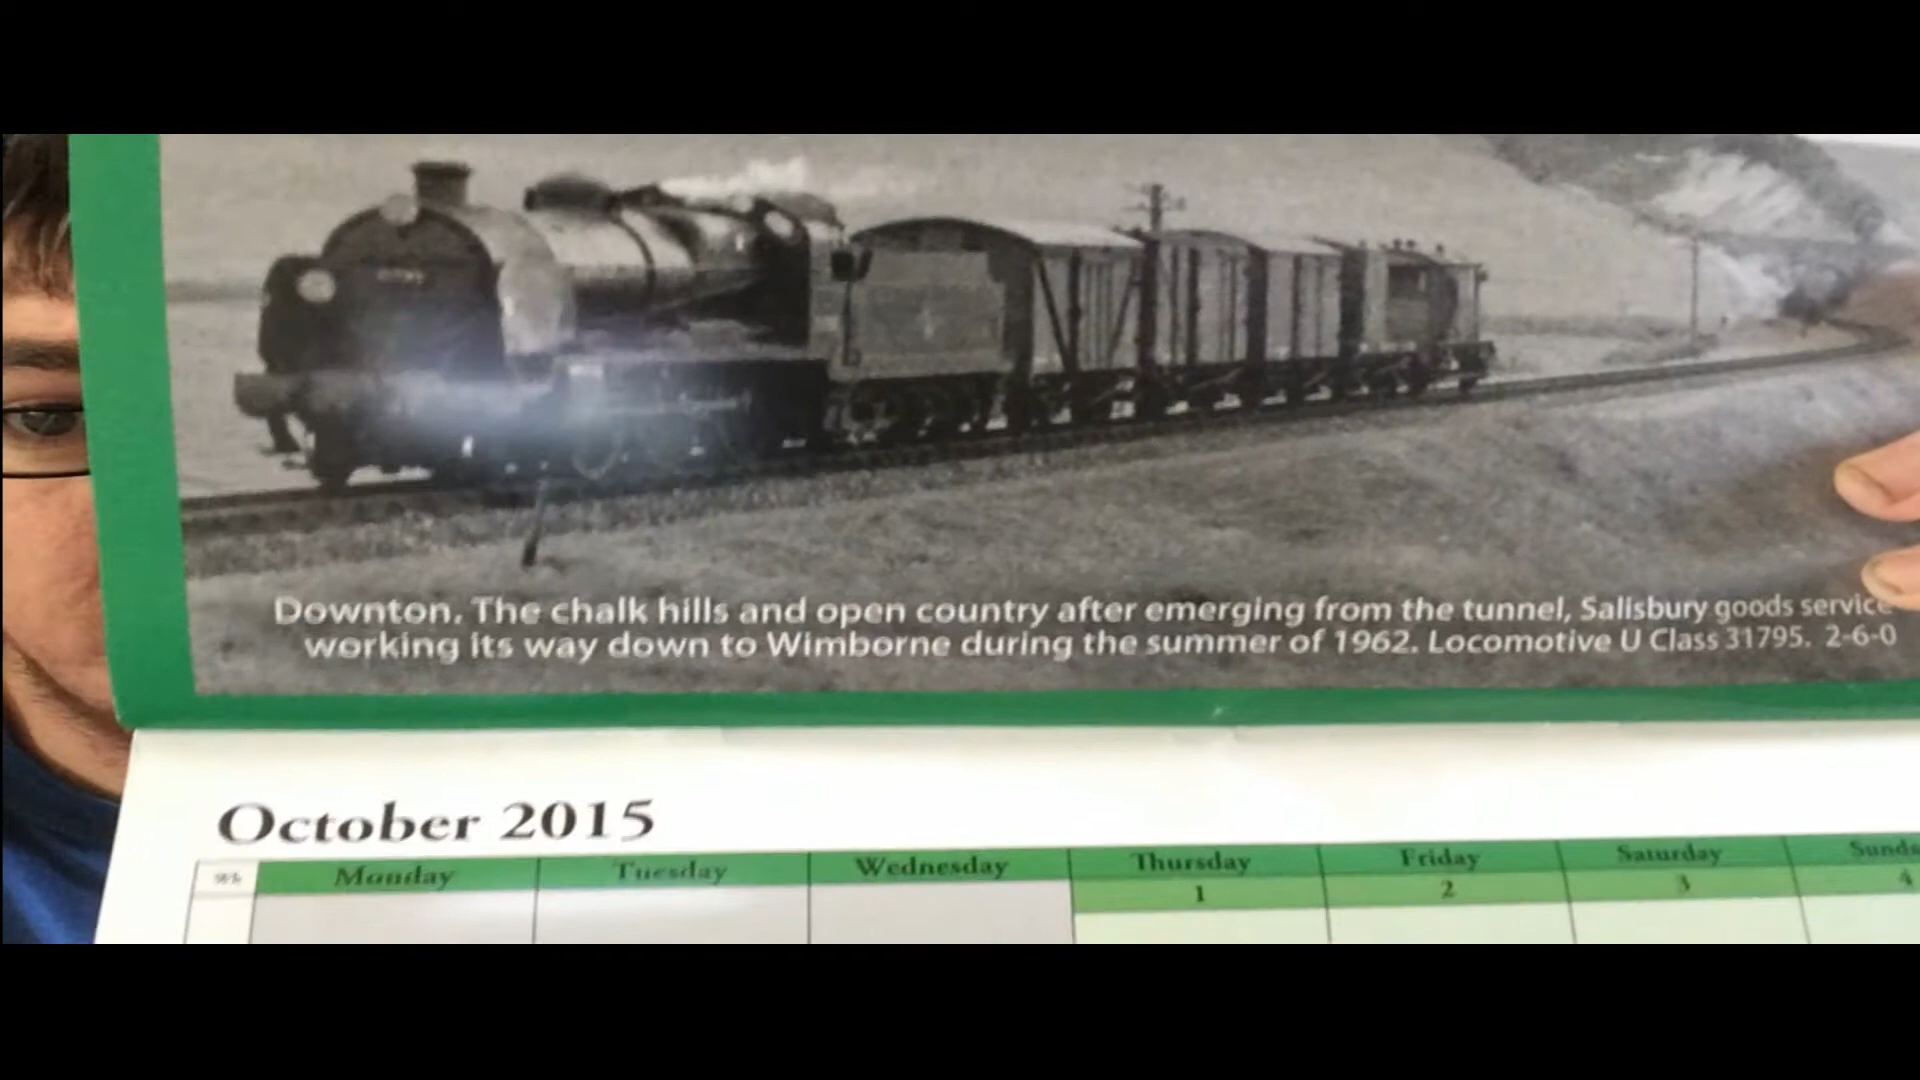 Downton. The chalk hills and open country after emerging from the tunnel, Salisbury goods service
working its way down to Wimborne during the summer of 1962. Locomotive U Class 31795. 2-6-0
October 2015
Wk Monday Tuesday Wednesday Thursday Friday Saturday
1 2 3 4